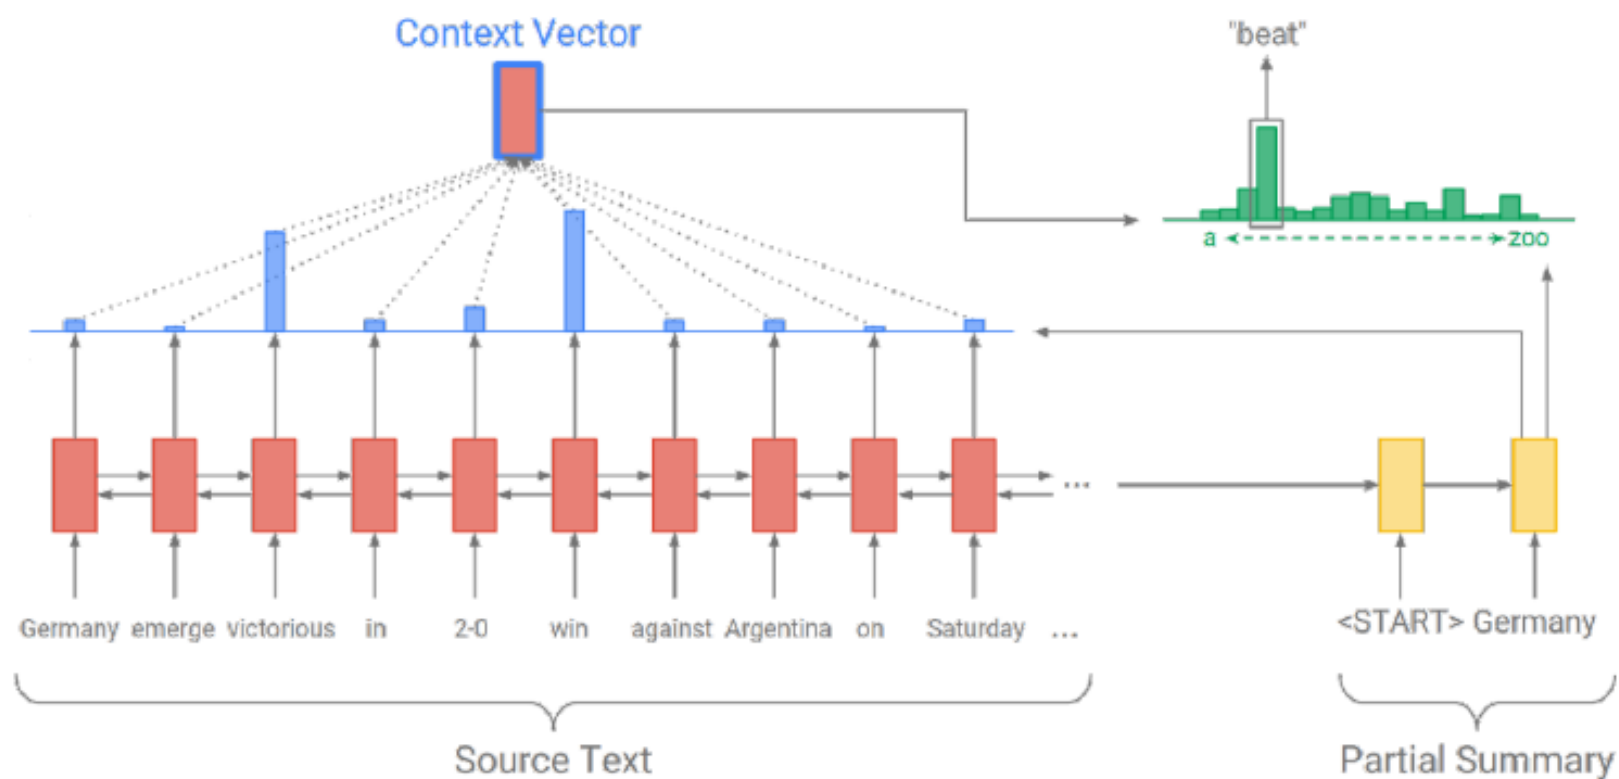 Context Vector
"beat"
a zoo
Germany emerge victorious in 2-0 win against Argentina on Saturday ...
...
<START> Germany
Source Text
Partial Summary